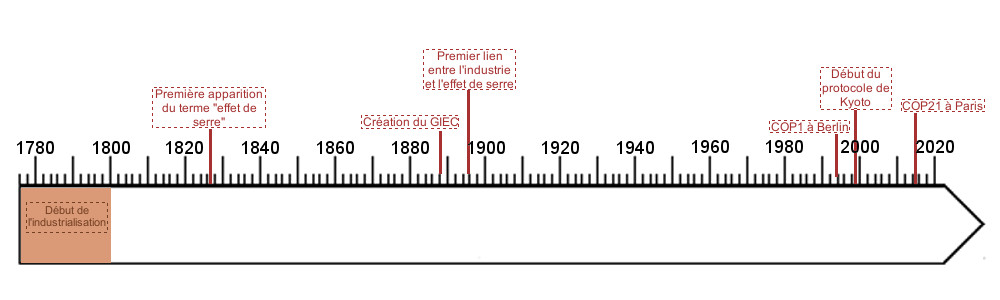 Première apparition
du terme "effet de
serre"
Création du GIEC
Premier lien
entre l'industrie
et l'effet de serre
COP1 à Berlin
Début du
protocole de
Kyoto
COP21 à Paris
1780 1800 1820 1840 1860 1880 1900 1920 1940 1960 1980 2000 2020
Début de
l'industrialisation